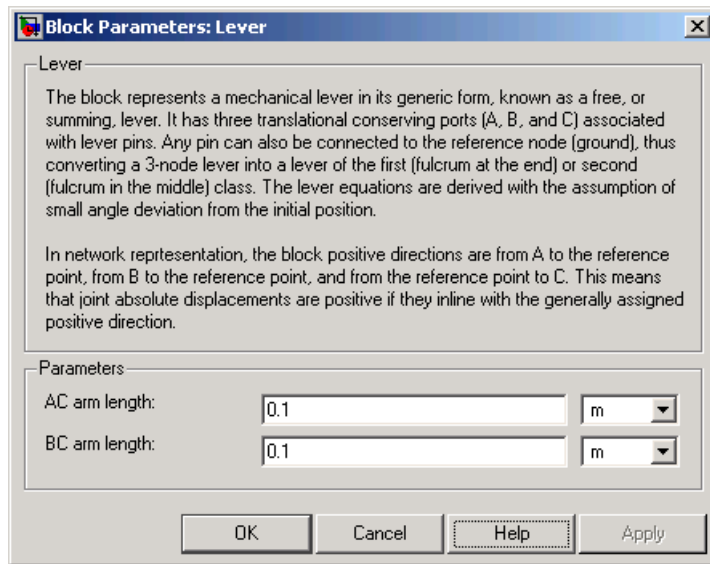 Block Parameters: Lever
Lever
The block represents a mechanical lever in its generic form, known as a free, or
summing, lever. It has three translational conserving ports (A, B, and C) associated
with lever pins. Any pin can also be connected to the reference node (ground), thus
converting a 3-node lever into a lever of the first (fulcrum at the end) or second
(fulcrum in the middle) class. The lever equations are derived with the assumption of
small angle deviation from the initial position.
In network reprtesentation, the block positive directions are from A to the reference
point, from B to the reference point, and from the reference point to C. This means
that joint absolute displacements are positive if they inline with the generally assigned
positive direction.
Parameters
AC arm length: 0.1 m
BC arm length: 0.1 m
OK Cancel Help Apply